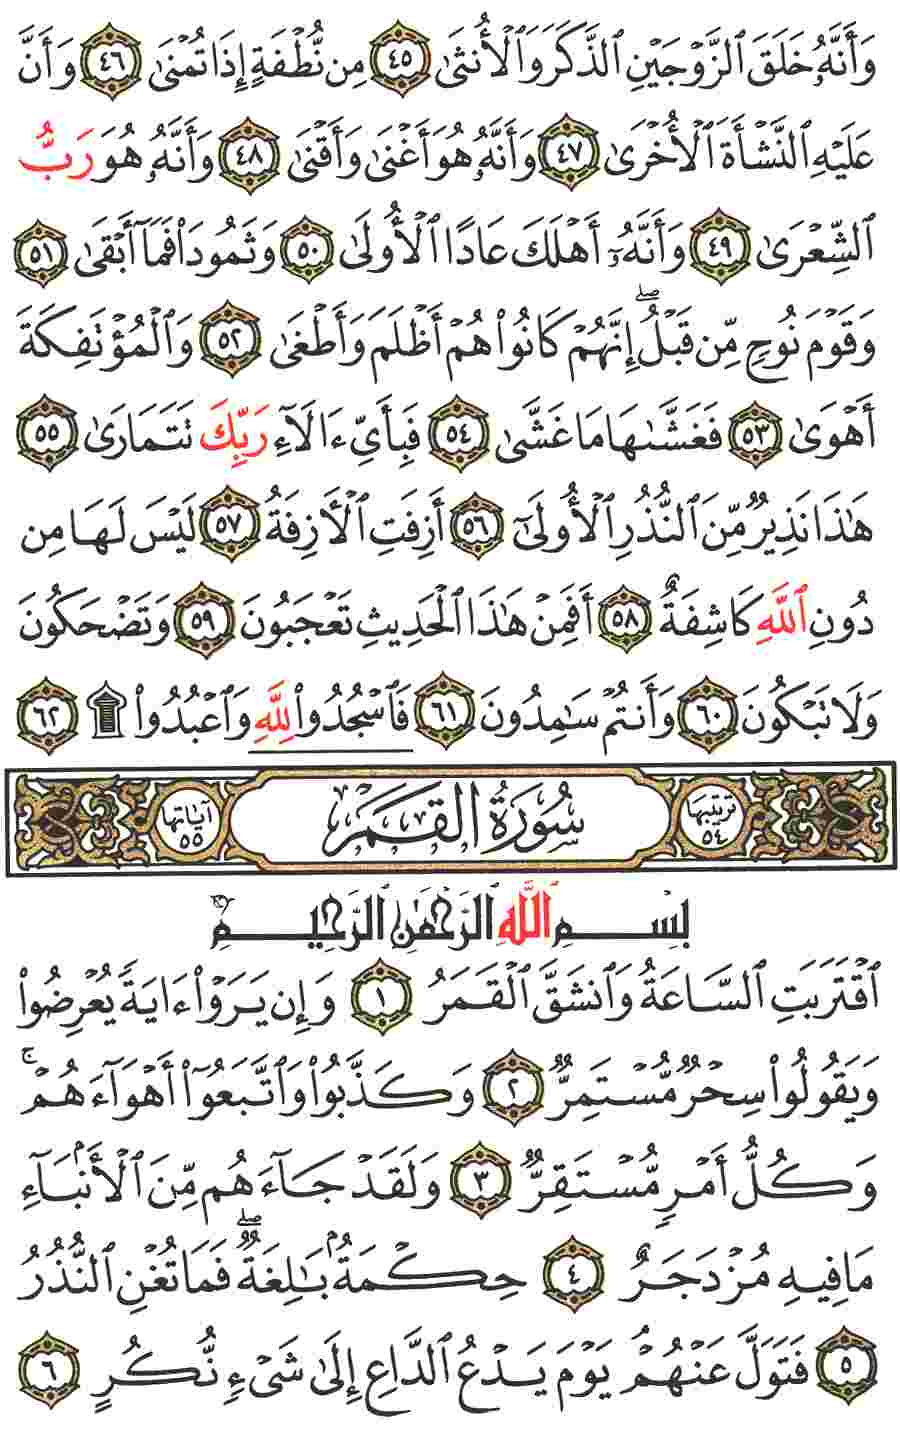 وَأَنَّهُۥ خَلَقَ ٱلزَّوْجَيْنِ ٱلذَّكَرَ وَٱلْأُنثَىٰ ٤٥ مِن نُّطْفَةٍ إِذَا تُمْنَىٰ ٤٦ وَأَنَّ
عَلَيْهِ ٱلنَّشْأَةَ ٱلْأُخْرَىٰ ٤٧ وَأَنَّهُۥ هُوَ أَغْنَىٰ وَأَقْنَىٰ ٤٨ وَأَنَّهُۥ هُوَ رَبُّ
ٱلشِّعْرَىٰ ٤٩ وَأَنَّهُۥٓ أَهْلَكَ عَادًا ٱلْأُولَىٰ ٥٠ وَثَمُودَا۟ فَمَآ أَبْقَىٰ ٥١
وَقَوْمَ نُوحٍ مِّن قَبْلُ ۖ إِنَّهُمْ كَانُوا۟ هُمْ أَظْلَمَ وَأَطْغَىٰ ٥٢ وَٱلْمُؤْتَفِكَةَ
أَهْوَىٰ ٥٣ فَغَشَّىٰهَا مَا غَشَّىٰ ٥٤ فَبِأَىِّ ءَالَآءِ رَبِّكَ تَتَمَارَىٰ ٥٥
هَٰذَا نَذِيرٌ مِّنَ ٱلنُّذُرِ ٱلْأُولَىٰٓ ٥٦ أَزِفَتِ ٱلْأَزِفَةُ ٥٧ لَيْسَ لَهَا مِن
دُونِ ٱللَّهِ كَاشِفَةٌ ٥٨ أَفَمِنْ هَٰذَا ٱلْحَدِيثِ تَعْجَبُونَ ٥٩ وَتَضْحَكُونَ
وَلَا تَبْكُونَ ٦٠ وَأَنتُمْ سَٰمِدُونَ ٦١ فَٱسْجُدُوا۟ لِلَّهِ وَٱعْبُدُوا۟ ۩ ٦٢
ترتيبها ٥٤ سُورَةُ القَمَرِ آياتها ٥٥
بِسْمِ ٱللَّهِ ٱلرَّحْمَٰنِ ٱلرَّحِيمِ
ٱقْتَرَبَتِ ٱلسَّاعَةُ وَٱنشَقَّ ٱلْقَمَرُ ١ وَإِن يَرَوْا۟ ءَايَةً يُعْرِضُوا۟
وَيَقُولُوا۟ سِحْرٌ مُّسْتَمِرٌّ ٢ وَكَذَّبُوا۟ وَٱتَّبَعُوٓا۟ أَهْوَآءَهُمْ ۚ
وَكُلُّ أَمْرٍ مُّسْتَقِرٌّ ٣ وَلَقَدْ جَآءَهُم مِّنَ ٱلْأَنۢبَآءِ
مَا فِيهِ مُزْدَجَرٌ ٤ حِكْمَةٌۢ بَٰلِغَةٌ ۖ فَمَا تُغْنِ ٱلنُّذُرُ
٥ فَتَوَلَّ عَنْهُمْ ۘ يَوْمَ يَدْعُ ٱلدَّاعِ إِلَىٰ شَىْءٍ نُّكُرٍ ٦